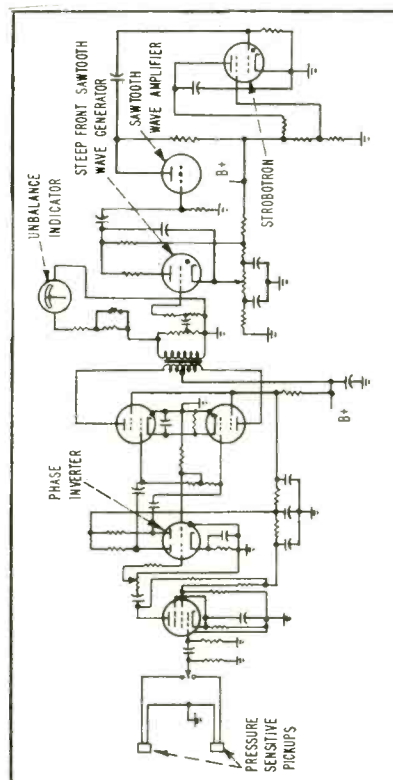 PRESSURE
SENSITIVE
PICKUPS
PHASE
INVERTER
B+
UNBALANCE
INDICATOR
STEEP FRONT SAWTOOTH
WAVE GENERATOR
SAWTOOTH
WAVE AMPLIFIER
B+
STROBOTRON